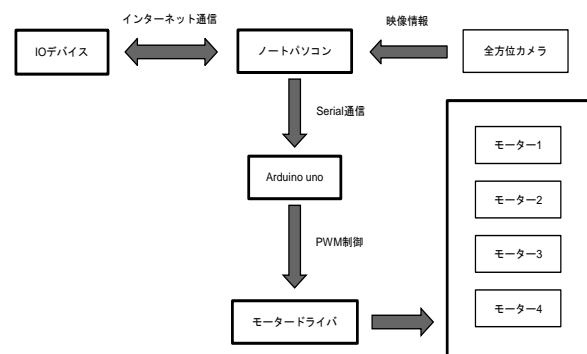 インターネット通信
映像情報
IOデバイス
ノートパソコン
全方位カメラ
Serial通信
モーター1
Arduino uno
モーター2
PWM制御
モーター3
モーター4
モータードライバ